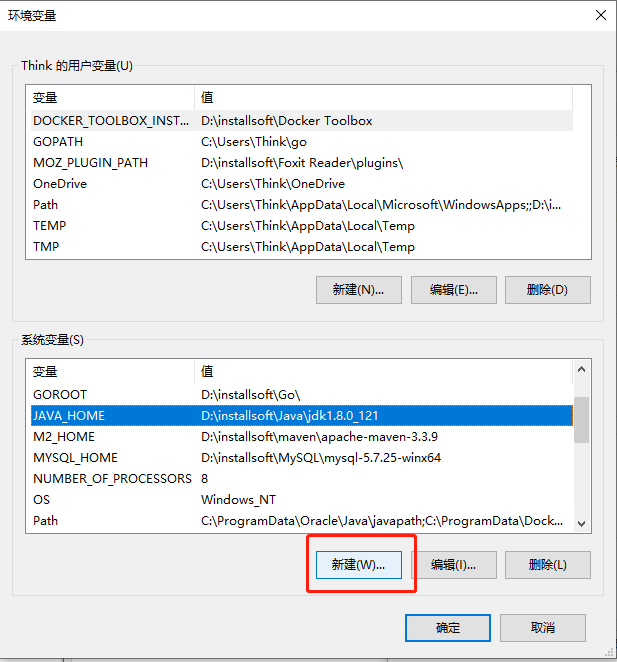 环境变量
Think 的用户变量(U)
变量 值
DOCKER_TOOLBOX_INST... D:\installsoft\Docker Toolbox
GOPATH C:\Users\Think\go
MOZ_PLUGIN_PATH D:\installsoft\Foxit Reader\plugins\
OneDrive C:\Users\Think\OneDrive
Path C:\Users\Think\AppData\Local\Microsoft\WindowsApps;;D:\i...
TEMP C:\Users\Think\AppData\Local\Temp
TMP C:\Users\Think\AppData\Local\Temp
新建(N)... 编辑(E)... 删除(D)
系统变量(S)
变量 值
GOROOT D:\installsoft\Go\
JAVA_HOME D:\installsoft\Java\jdk1.8.0_121
M2_HOME D:\installsoft\maven\apache-maven-3.3.9
MYSQL_HOME D:\installsoft\MySQL\mysql-5.7.25-winx64
NUMBER_OF_PROCESSORS 8
OS Windows_NT
Path C:\ProgramData\Oracle\Java\javapath;C:\ProgramData\Dock...
新建(W)... 编辑(I)... 删除(L)
确定 取消